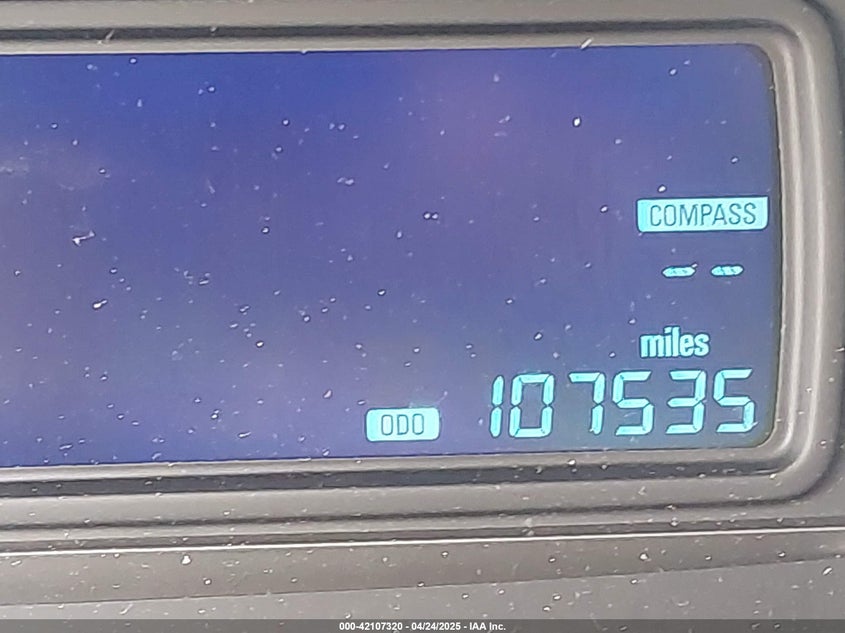 COMPASS
--
miles
ODO 107535
000-42107320 - 04/24/2025 - IAA Inc.